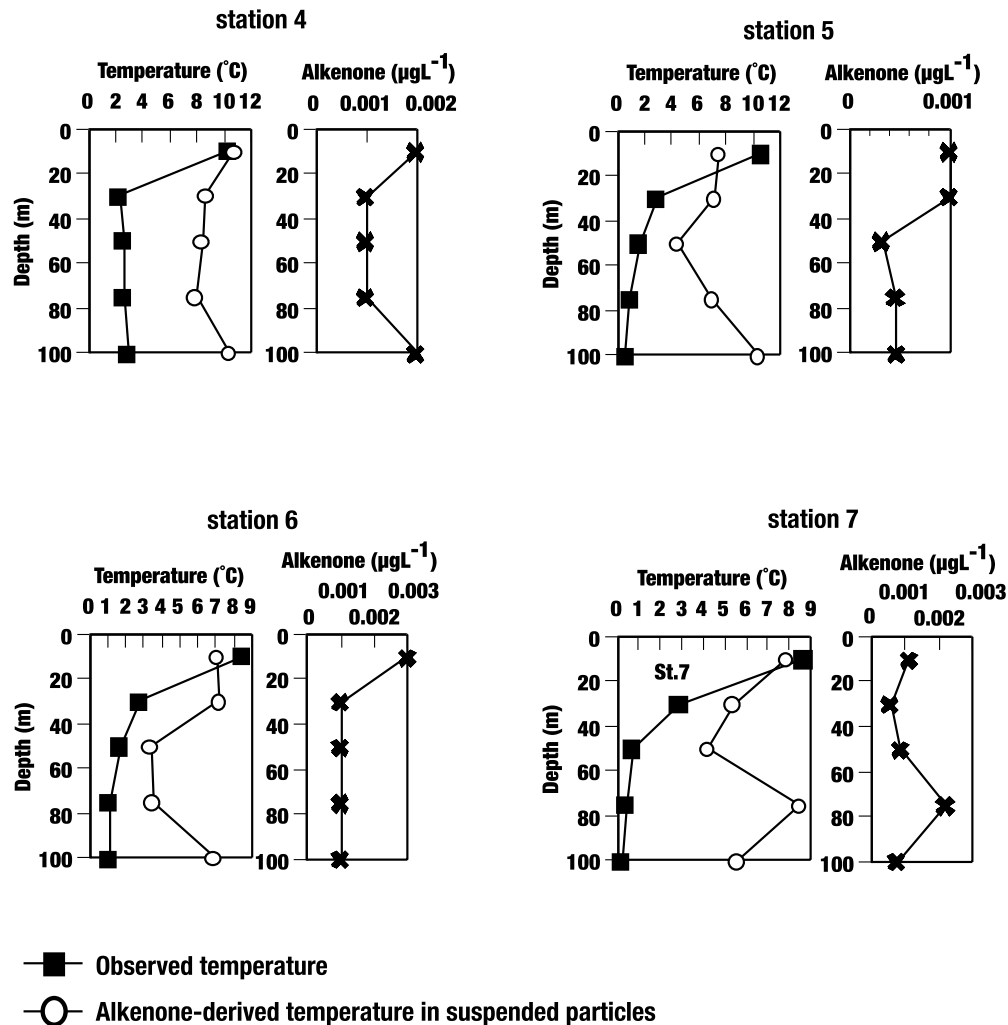 station 4
Temperature (˚C)
0 2 4 6 8 10 12
Depth (m)
0
20
40
60
80
100
Alkenone (µgL-1)
0 0.001 0.002
0
20
40
60
80
100
station 5
Temperature (˚C)
0 2 4 6 8 10 12
Depth (m)
0
20
40
60
80
100
Alkenone (µgL-1)
0 0.001
0
20
40
60
80
100
station 6
Temperature (˚C)
0 1 2 3 4 5 6 7 8 9
Depth (m)
0
20
40
60
80
100
Alkenone (µgL-1)
0.001 0.003
0 0.002
0
20
40
60
80
100
station 7
Temperature (˚C)
0 1 2 3 4 5 6 7 8 9
Depth (m)
0
20
40
60
80
100
St.7
Alkenone (µgL-1)
0.001 0.003
0 0.002
0
20
40
60
80
100
Observed temperature
Alkenone-derived temperature in suspended particles